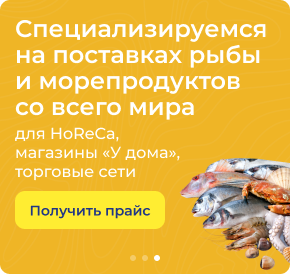 Специализируемся
на поставках рыбы
и морепродуктов
со всего мира
для HoReCa,
магазины «У дома»,
торговые сети
Получить прайс